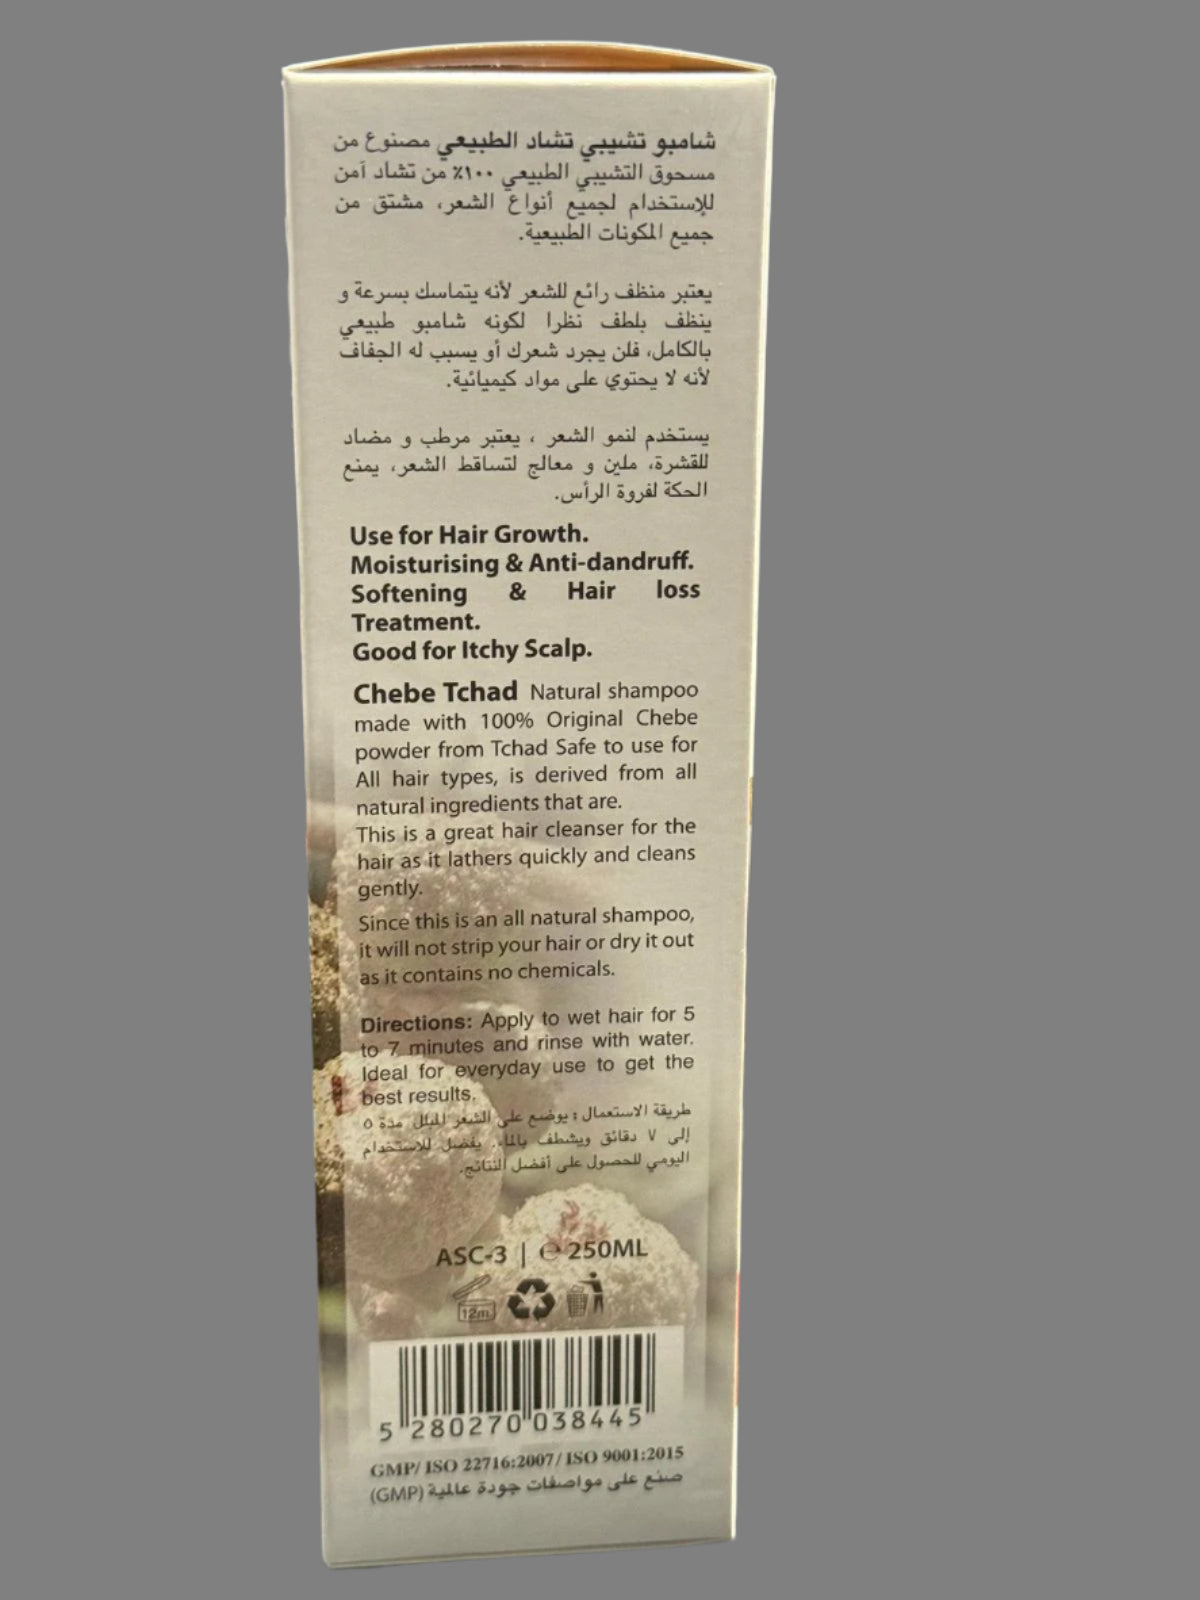 شامبو تشيبي تشاد الطبيعي مصنوع من
مسحوق التشيبي الطبيعي ١٠٠٪ من تشاد آمن
للإستخدام لجميع أنواع الشعر، مشتق من
جميع المكونات الطبيعية.
يعتبر منظف رائع للشعر لأنه يتماسك بسرعة و
ينظف بلطف نظرا لكونه شامبو طبيعي
بالكامل، فلن يجرد شعرك أو يسبب له الجفاف
لأنه لا يحتوي على مواد كيميائية.
يستخدم لنمو الشعر ، يعتبر مرطب و مضاد
للقشرة، ملين و معالج لتساقط الشعر، يمنع
الحكة لفروة الرأس.
Use for Hair Growth.
Moisturising & Anti-dandruff.
Softening & Hair loss
Treatment.
Good for Itchy Scalp.
Chebe Tchad Natural shampoo
made with 100% Original Chebe
powder from Tchad Safe to use for
All hair types, is derived from all
natural ingredients that are.
This is a great hair cleanser for the
hair as it lathers quickly and cleans
gently.
Since this is an all natural shampoo,
it will not strip your hair or dry it out
as it contains no chemicals.
Directions: Apply to wet hair for 5
to 7 minutes and rinse with water.
Ideal for everyday use to get the
best results.
طريقة الاستعمال : يوضع على الشعر المبلل مدة ٥
إلى ٧ دقائق ويشطف بالماء. يفضل للاستخدام
اليومي للحصول على أفضل النتائج.
ASC-3 | ℮ 250ML
12m
5 280270 038445
GMP/ ISO 22716:2007/ ISO 9001:2015
صنع على مواصفات جودة عالمية (GMP)